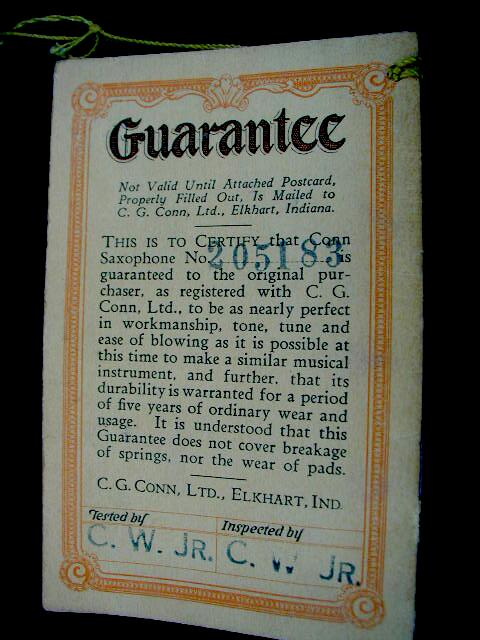 Guarantee
Not Valid Until Attached Postcard,
Properly Filled Out, Is Mailed to
C. G. Conn, Ltd., Elkhart, Indiana.
THIS IS TO CERTIFY that Conn
Saxophone No. 205183 is
guaranteed to the original pur-
chaser, as registered with C. G.
Conn, Ltd., to be as nearly perfect
in workmanship, tone, tune and
ease of blowing as it is possible at
this time to make a similar musical
instrument, and further, that its
durability is warranted for a period
of five years of ordinary wear and
usage. It is understood that this
Guarantee does not cover breakage
of springs, nor the wear of pads.
C. G. CONN, LTD., ELKHART, IND.
Tested by Inspected by
C. W. JR. C. W JR.